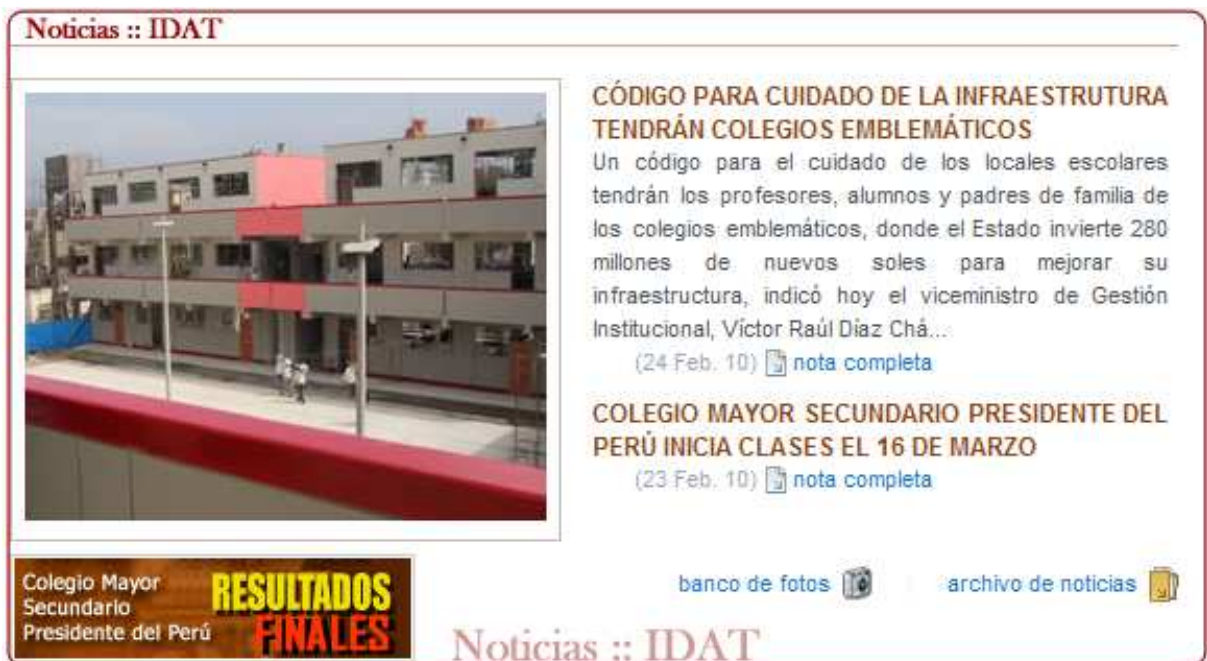 Noticias :: IDAT
CÓDIGO PARA CUIDADO DE LA INFRAESTRUTURA
TENDRÁN COLEGIOS EMBLEMÁTICOS
Un código para el cuidado de los locales escolares
tendrán los profesores, alumnos y padres de familia de
los colegios emblemáticos, donde el Estado invierte 280
millones de nuevos soles para mejorar su
infraestructura, indicó hoy el viceministro de Gestión
Institucional, Víctor Raúl Díaz Chá...
(24 Feb. 10) nota completa
COLEGIO MAYOR SECUNDARIO PRESIDENTE DEL
PERÚ INICIA CLASES EL 16 DE MARZO
(23 Feb. 10) nota completa
banco de fotos
archivo de noticias
Colegio Mayor
Secundario
Presidente del Perú
RESULTADOS
FINALES
Noticias :: IDAT